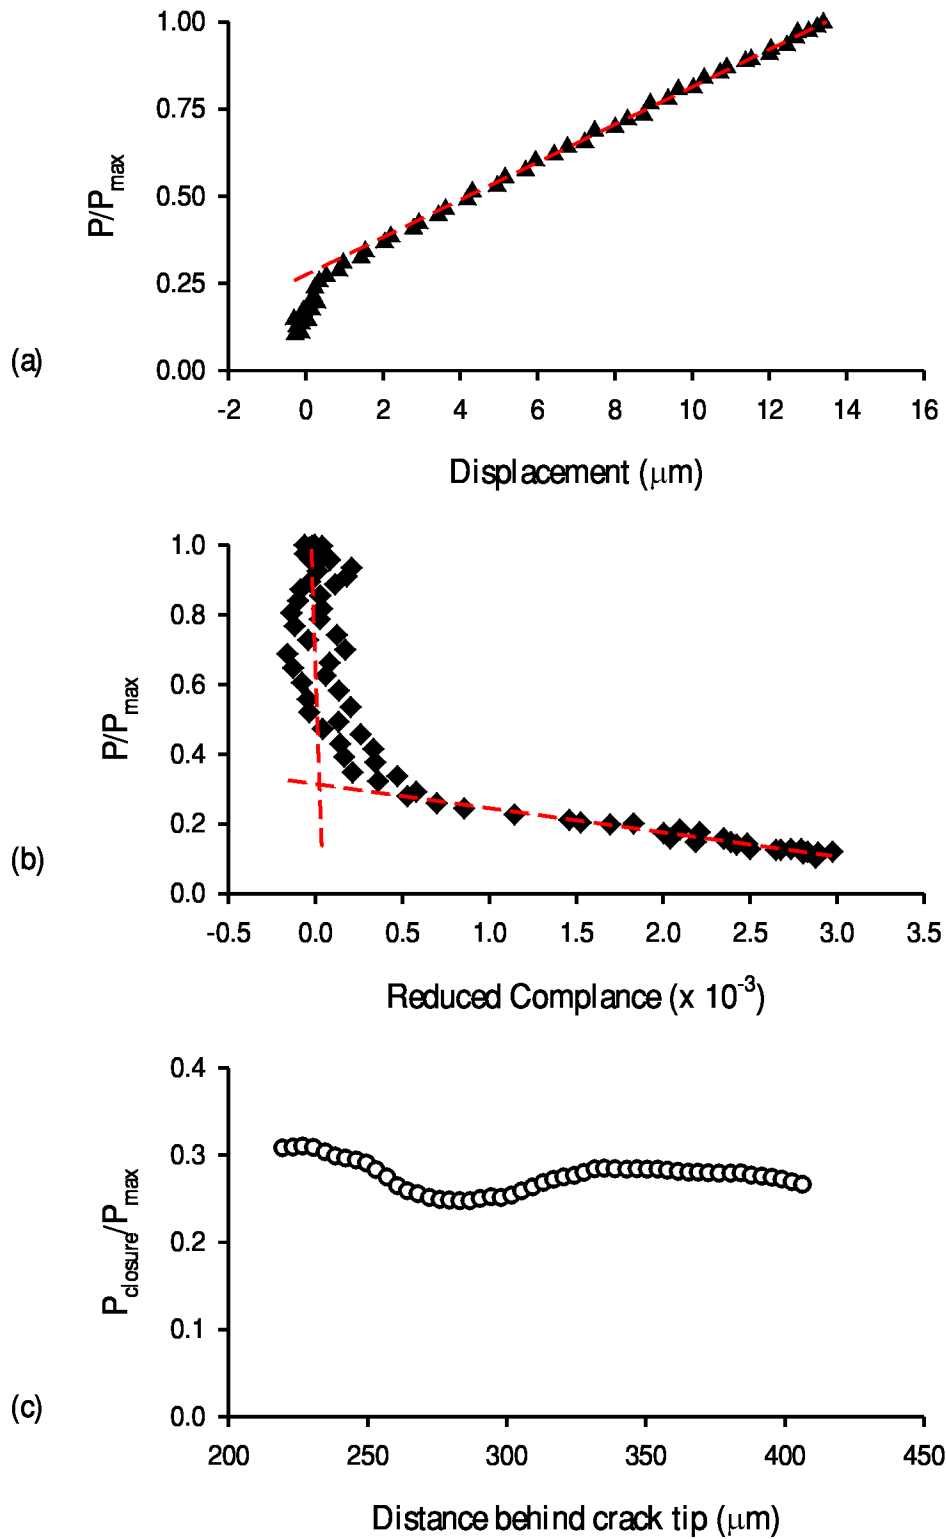 1.00
0.75
0.50
0.25
0.00
P/Pmax
(a)
-2 0 2 4 6 8 10 12 14 16
Displacement (μm)
1.0
0.8
0.6
0.4
0.2
0.0
P/Pmax
(b)
-0.5 0.0 0.5 1.0 1.5 2.0 2.5 3.0 3.5
Reduced Complance (x 10-3)
0.4
0.3
0.2
0.1
0.0
Pclosure/Pmax
(c)
200 250 300 350 400 450
Distance behind crack tip (μm)